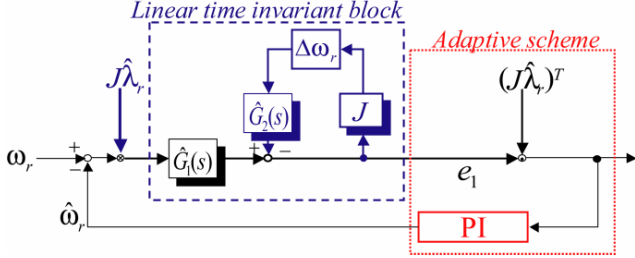 Linear time invariant block
Adaptive scheme
Δωᵣ
Jλ̂ᵣ
(Jλ̂ᵣ)ᵀ
Ĝ₂(s)
J
ωᵣ
+
−
Ĝ₁(s)
+
−
e₁
ω̂ᵣ
PI